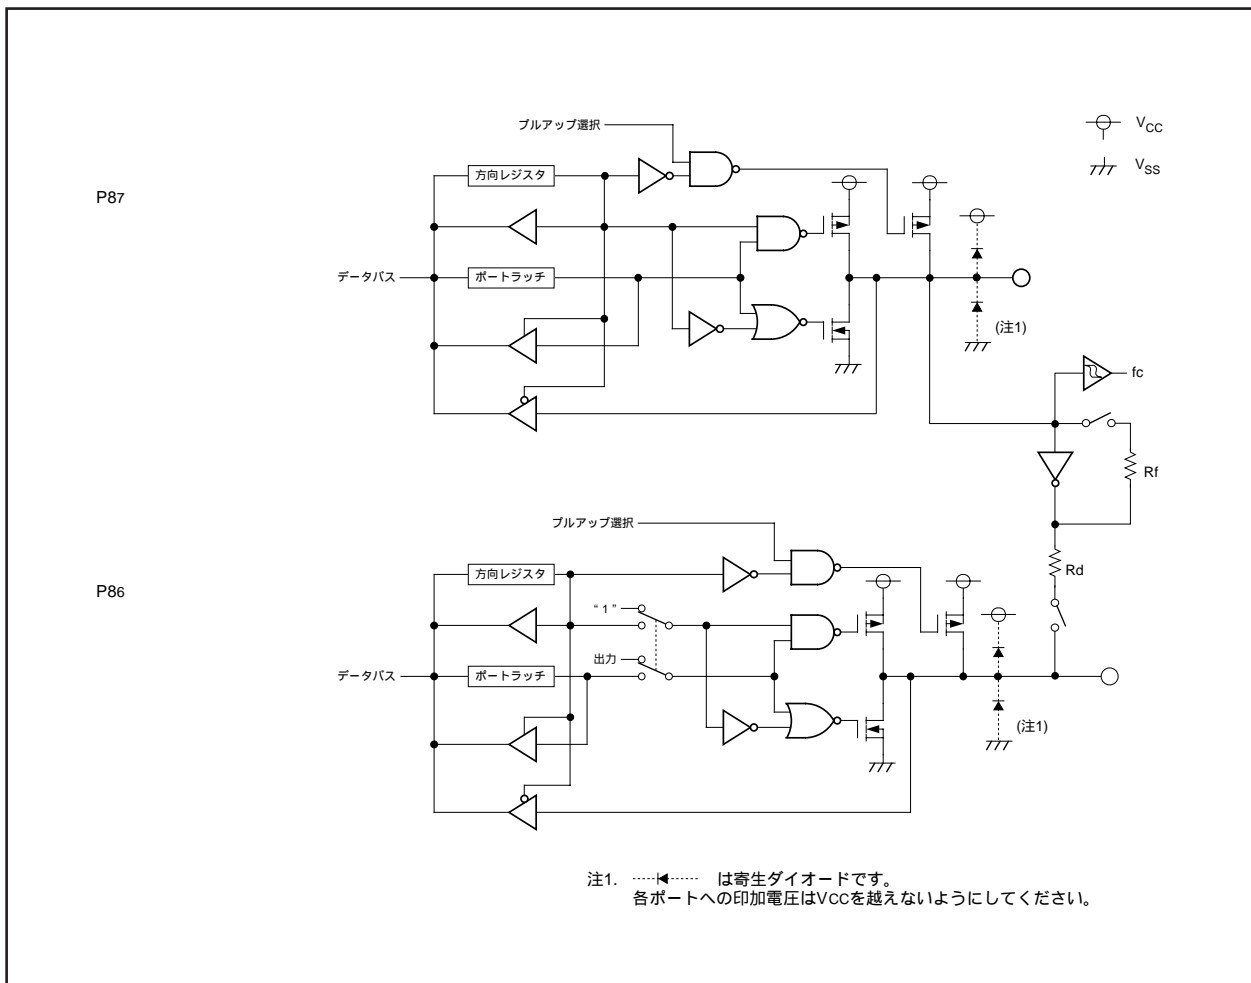 プルアップ選択
VCC
方向レジスタ
VSS
P87
データバス
ポートラッチ
(注1)
fc
Rf
プルアップ選択
Rd
方向レジスタ
P86
“1”
出力
データバス
ポートラッチ
(注1)
注1. は寄生ダイオードです。
各ポートへの印加電圧はVCCを越えないようにしてください。